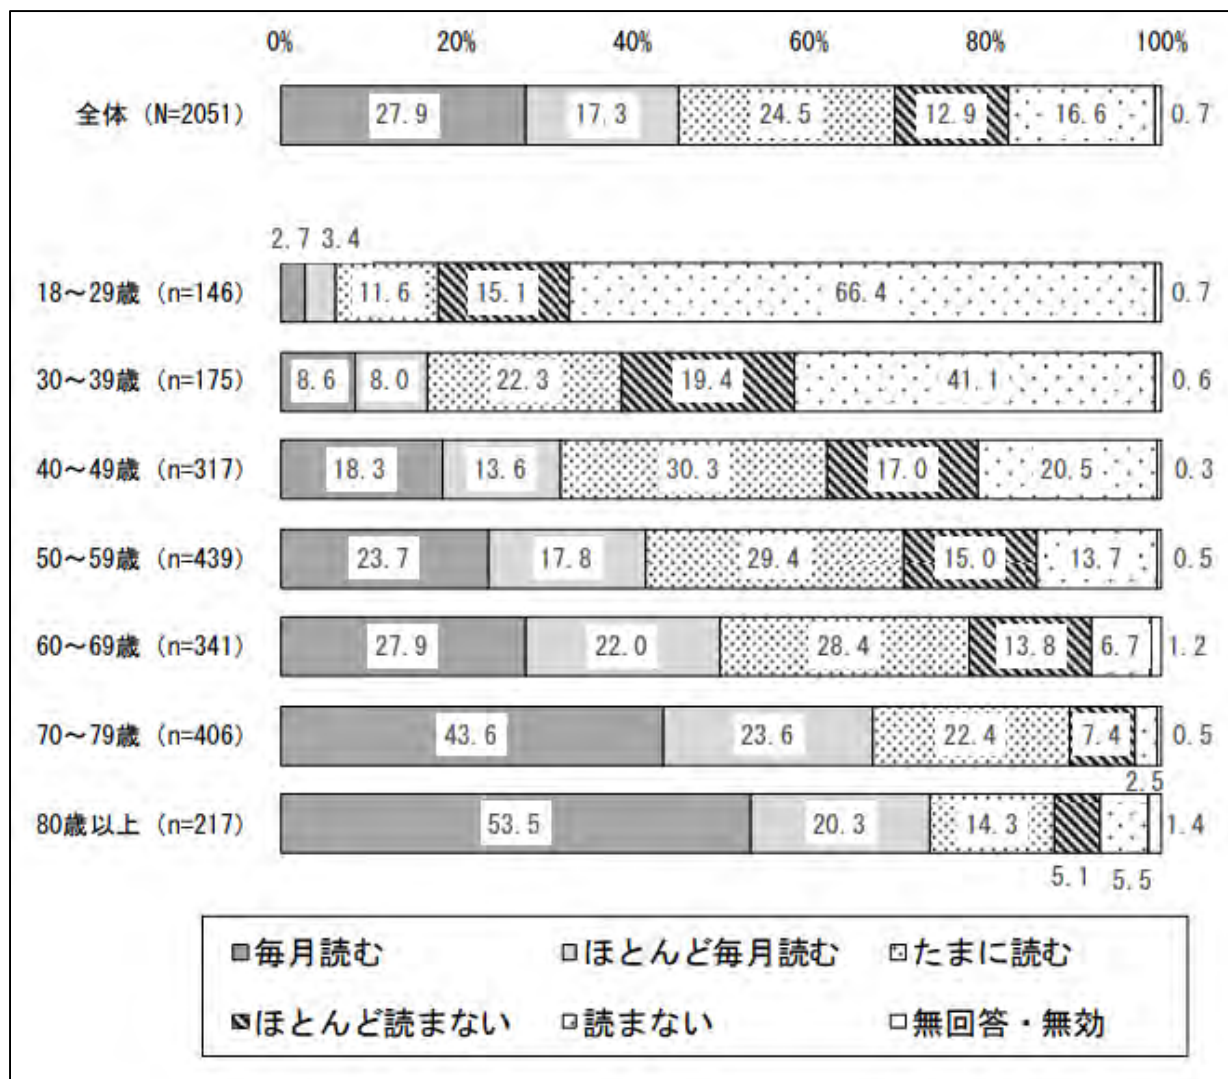 0% 20% 40% 60% 80% 100%
全体 (N=2051) 27.9 17.3 24.5 12.9 16.6 0.7
2.7 3.4
18～29歳 (n=146) 11.6 15.1 66.4 0.7
30～39歳 (n=175) 8.6 8.0 22.3 19.4 41.1 0.6
40～49歳 (n=317) 18.3 13.6 30.3 17.0 20.5 0.3
50～59歳 (n=439) 23.7 17.8 29.4 15.0 13.7 0.5
60～69歳 (n=341) 27.9 22.0 28.4 13.8 6.7 1.2
70～79歳 (n=406) 43.6 23.6 22.4 7.4 0.5
2.5
80歳以上 (n=217) 53.5 20.3 14.3 1.4
5.1 5.5
毎月読む ほとんど毎月読む たまに読む
ほとんど読まない 読まない 無回答・無効